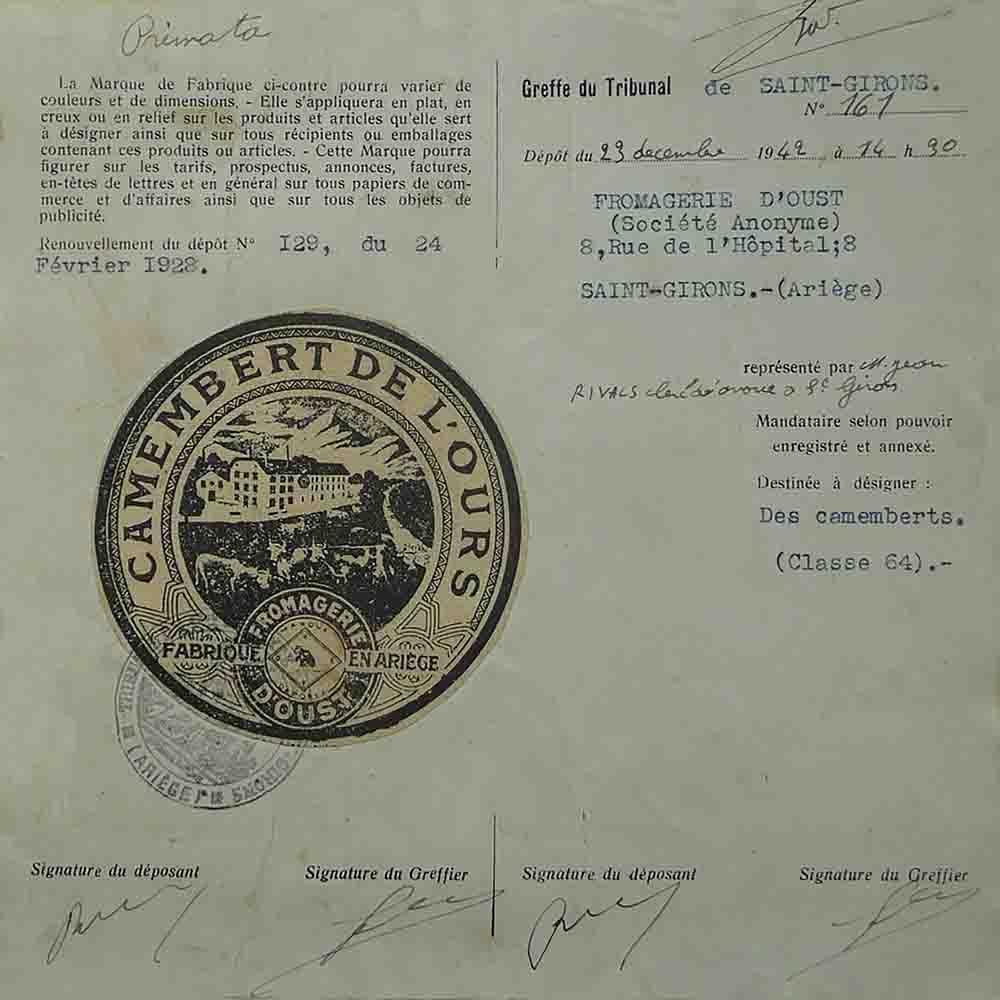 Primata
La Marque de Fabrique ci-contre pourra varier de
couleurs et de dimensions. - Elle s'appliquera en plat, en
creux ou en relief sur les produits et articles qu'elle sert
à désigner ainsi que sur tous récipients ou emballages
contenant ces produits ou articles. - Cette Marque pourra
figurer sur les tarifs, prospectus, annonces, factures,
en-têtes de lettres et en général sur tous papiers de com-
merce et d'affaires ainsi que sur tous les objets de
publicité.
Renouvellement du dépôt N° I29, du 24
Février I928.
CAMEMBERT DE L'OURS
FABRIQUÉ EN ARIÈGE
FROMAGERIE
D'OUST
L'ARIÈGE
Signature du déposant
Signature du Greffier
Greffe du Tribunal de SAINT-GIRONS.
N° 161
Dépôt du 23 decembre 1942 à 14 h 30
FROMAGERIE D'OUST
(Société Anonyme)
8,Rue de l'Hôpital;8
SAINT-GIRONS.-(Ariège)
représenté par M. Jean
RIVALS clerc d'avoué à St Girons
Mandataire selon pouvoir
enregistré et annexé.
Destinée à désigner :
Des camemberts.
(Classe 64).-
Signature du déposant
Signature du Greffier